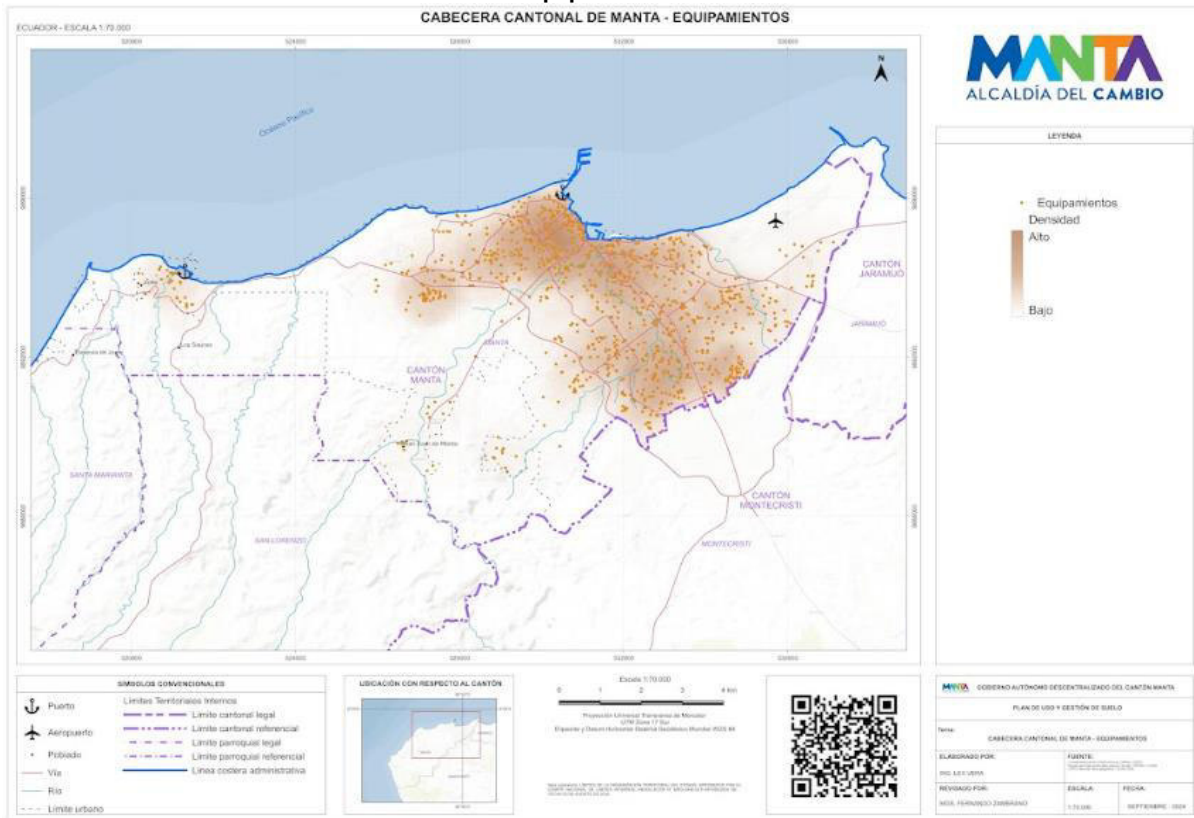 CABECERA CANTONAL DE MANTA - EQUIPAMIENTOS
ECUADOR - ESCALA 1:70.000
N
Océano Pacífico
MANTA
ALCALDÍA DEL CAMBIO
LEYENDA
Equipamientos
Densidad
Alto
Bajo
CANTÓN
JARAMIJÓ
JARAMIJÓ
MANTA
CANTÓN
MANTA
Los Sauces
SANTA MARIANITA
SAN LORENZO
CANTÓN
MONTECRISTI
MONTECRISTI
SÍMBOLOS CONVENCIONALES
Puerto
Aeropuerto
Poblado
Vía
Río
Límite urbano
Límites Territoriales Internos
Límite cantonal legal
Límite cantonal referencial
Límite parroquial legal
Límite parroquial referencial
Línea costera administrativa
UBICACIÓN CON RESPECTO AL CANTÓN
Escala 1:70.000
0 1 2 3 4 km
Proyección Universal Transversa de Mercator
UTM Zona 17 Sur
MANTA GOBIERNO AUTÓNOMO DESCENTRALIZADO DEL CANTÓN MANTA
PLAN DE USO Y GESTIÓN DE SUELO
Tema:
CABECERA CANTONAL DE MANTA - EQUIPAMIENTOS
ELABORADO POR:
FUENTE:
REVISADO POR:
ESCALA:
FECHA:
1:70.000
SEPTIEMBRE - 2024